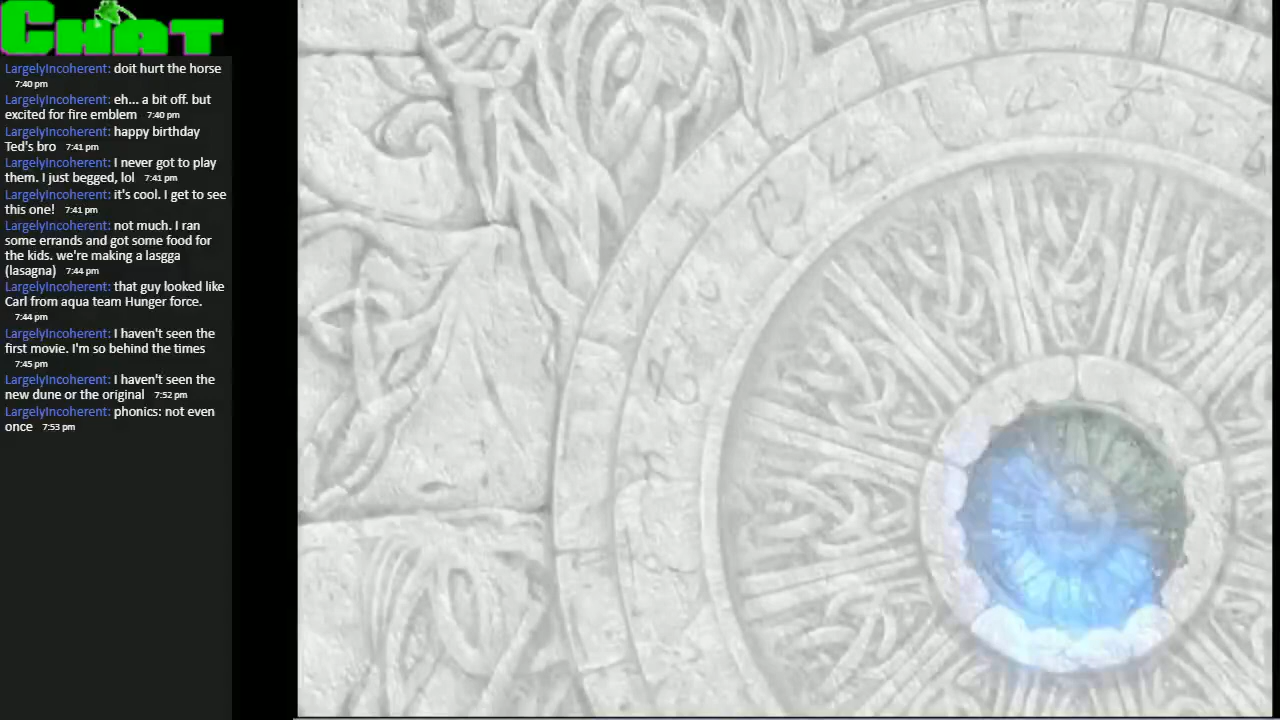 Chat
LargelyIncoherent: doit hurt the horse
7:40 pm
LargelyIncoherent: eh... a bit off. but
excited for fire emblem 7:40 pm
LargelyIncoherent: happy birthday
Ted's bro 7:41 pm
LargelyIncoherent: I never got to play
them. I just begged, lol 7:41 pm
LargelyIncoherent: it's cool. I get to see
this one! 7:41 pm
LargelyIncoherent: not much. I ran
some errands and got some food for
the kids. we're making a lasgga
(lasagna) 7:44 pm
LargelyIncoherent: that guy looked like
Carl from aqua team Hunger force.
7:44 pm
LargelyIncoherent: I haven't seen the
first movie. I'm so behind the times
7:45 pm
LargelyIncoherent: I haven't seen the
new dune or the original 7:52 pm
LargelyIncoherent: phonics: not even
once 7:53 pm